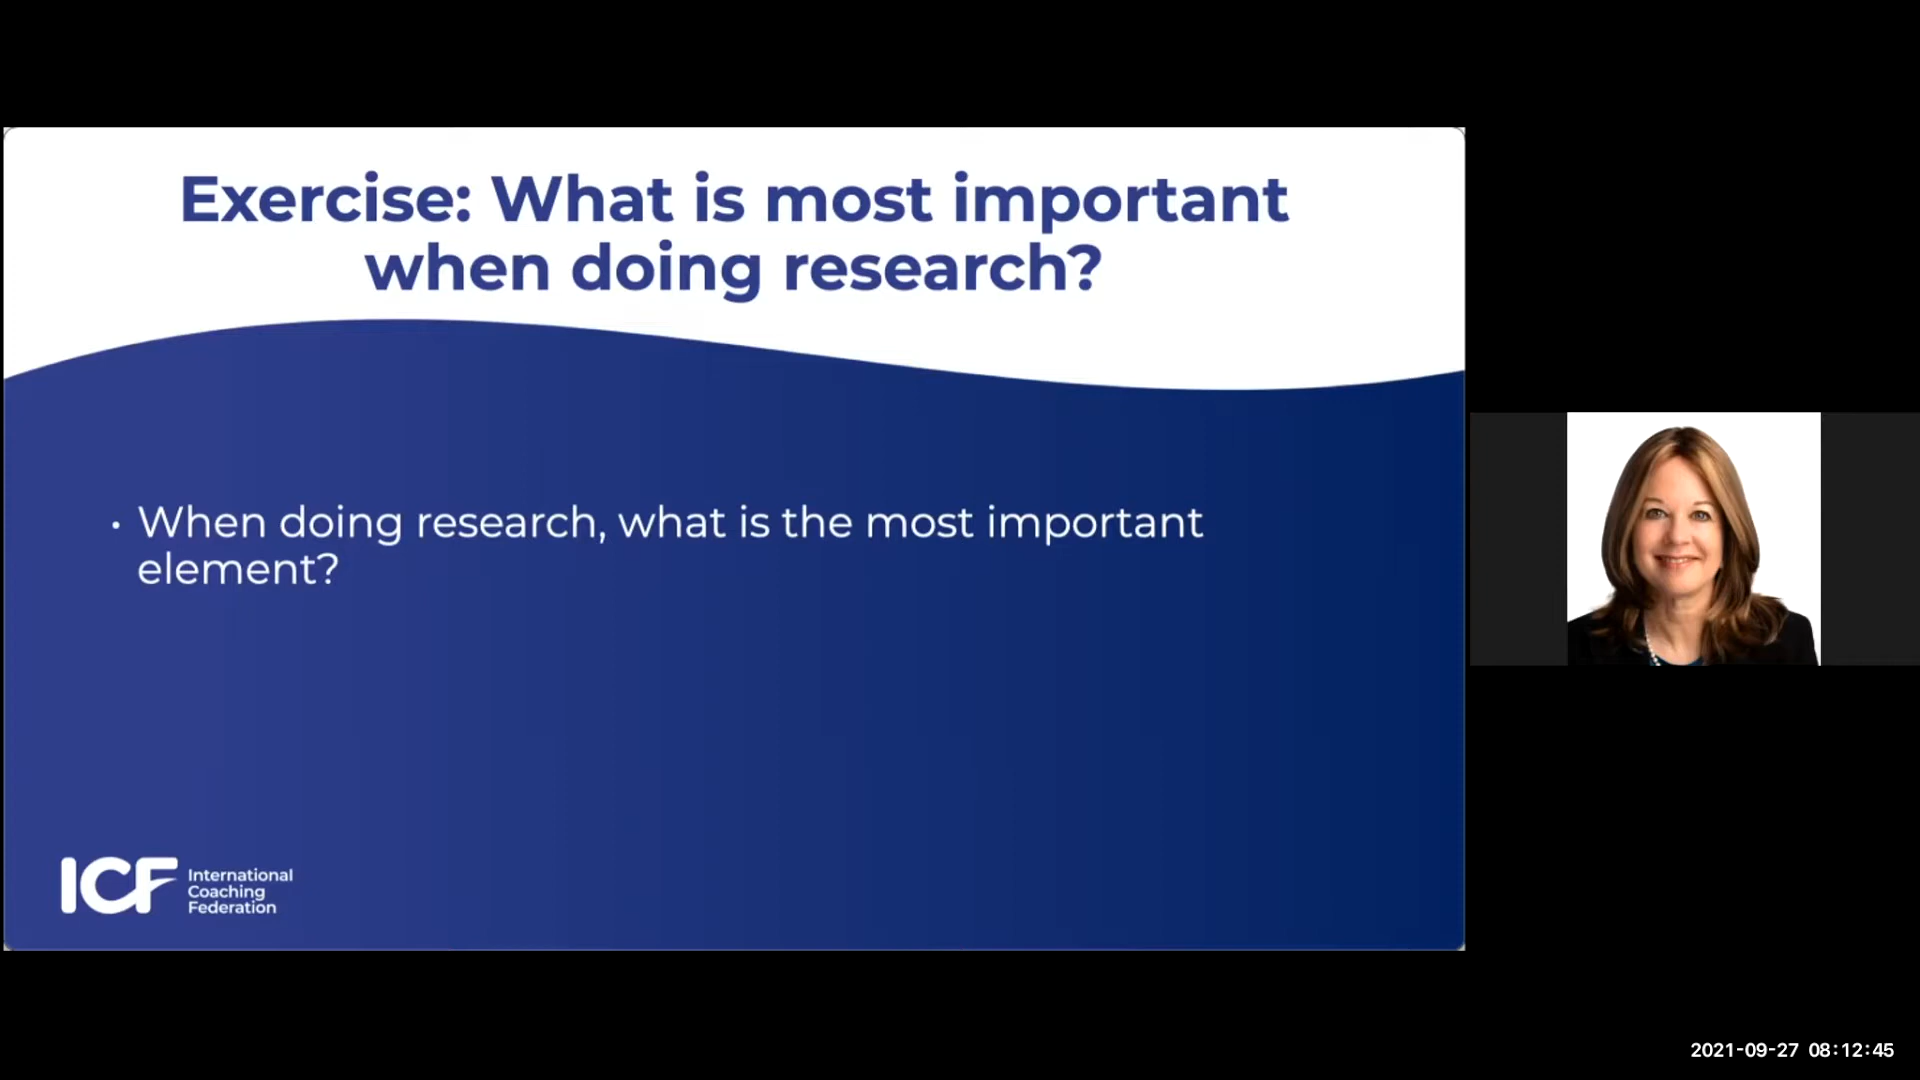 Exercise: What is most important
when doing research?
• When doing research, what is the most important
element?
ICF International
Coaching
Federation
2021-09-27 08:12:45